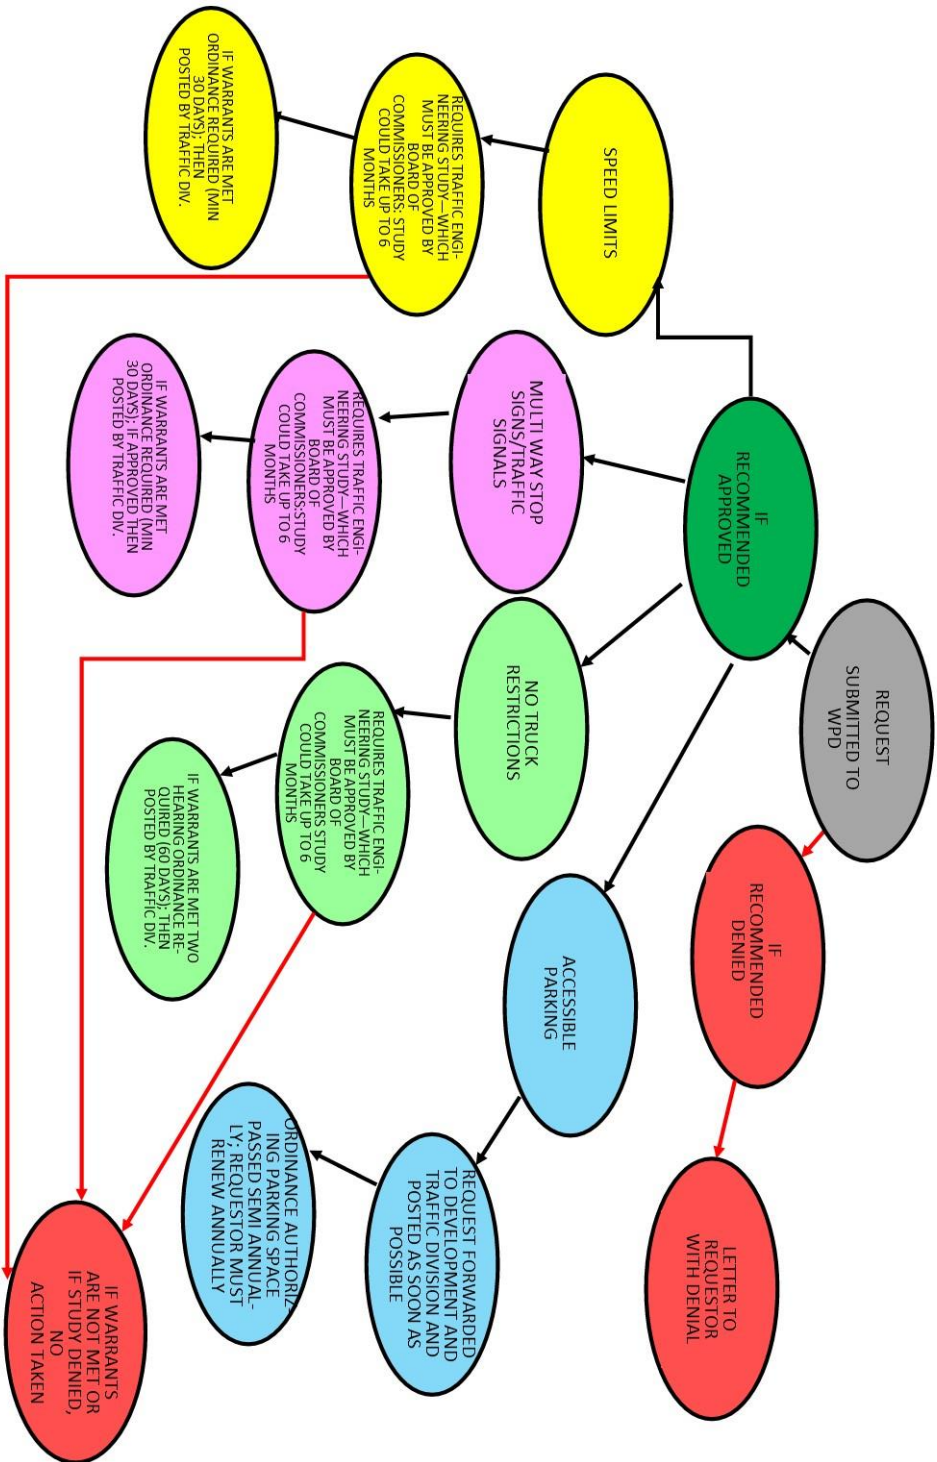 REQUEST
SUBMITTED TO
WPD
IF
RECOMMENDED
APPROVED
IF
RECOMMENDED
DENIED
LETTER TO
REQUESTOR
WITH DENIAL
SPEED LIMITS
MULTI WAY STOP
SIGNS/TRAFFIC
SIGNALS
NO TRUCK
RESTRICTIONS
ACCESSIBLE
PARKING
REQUIRES TRAFFIC ENGI-
NEERING STUDY—WHICH
MUST BE APPROVED BY
BOARD OF
COMMISSIONERS: STUDY
COULD TAKE UP TO 6
MONTHS
REQUIRES TRAFFIC ENGI-
NEERING STUDY—WHICH
MUST BE APPROVED BY
BOARD OF
COMMISSIONERS:STUDY
COULD TAKE UP TO 6
MONTHS
REQUIRES TRAFFIC ENGI-
NEERING STUDY—WHICH
MUST BE APPROVED BY
BOARD OF
COMMISSIONERS STUDY
COULD TAKE UP TO 6
MONTHS
REQUEST FORWARDED
TO DEVELOPMENT AND
TRAFFIC DIVISION AND
POSTED AS SOON AS
POSSIBLE
IF WARRANTS ARE MET
ORDINANCE REQUIRED (MIN
30 DAYS); THEN
POSTED BY TRAFFIC DIV.
IF WARRANTS ARE MET
ORDINANCE REQUIRED (MIN
30 DAYS); IF APPROVED THEN
POSTED BY TRAFFIC DIV.
IF WARRANTS ARE MET TWO
HEARING ORDINANCE RE-
QUIRED (60 DAYS); THEN
POSTED BY TRAFFIC DIV.
ORDINANCE AUTHORIZ-
ING PARKING SPACE
PASSED SEMI ANNUAL-
LY; REQUESTOR MUST
RENEW ANNUALLY
IF WARRANTS
ARE NOT MET OR
IF STUDY DENIED,
NO
ACTION TAKEN